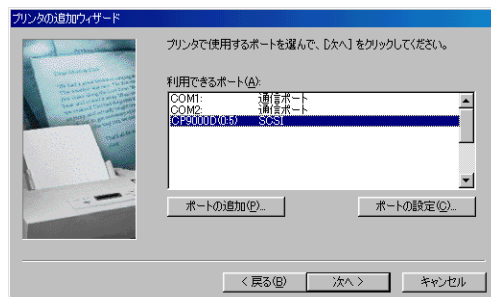 プリンタの追加ウィザード
プリンタで使用するポートを選んで、[次へ] をクリックしてください。
利用できるポート(A):
COM1: 通信ポート
COM2: 通信ポート
CP9000D(0:5) SCSI
ポートの追加(P)...
ポートの設定(C)...
< 戻る(B)
次へ >
キャンセル